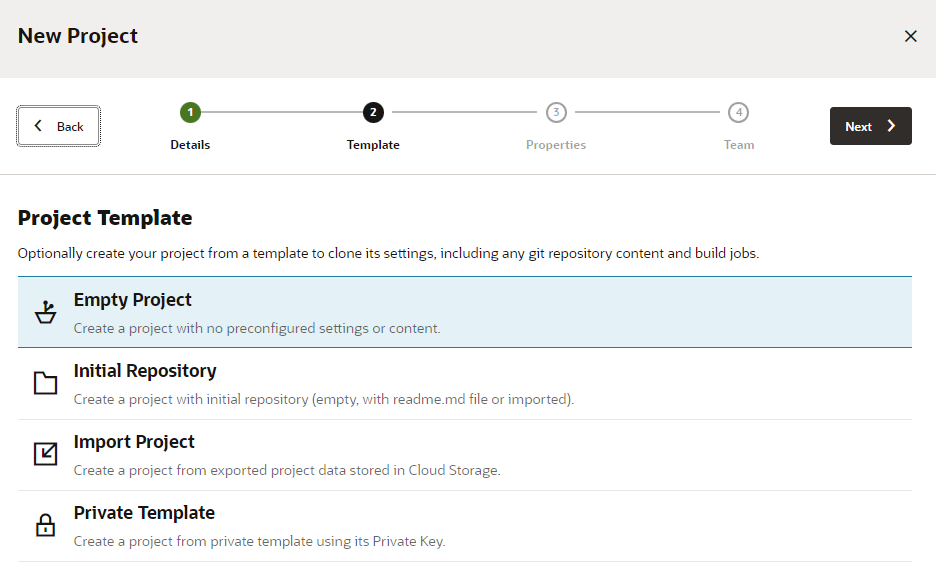 New Project
Back
1
2
3
4
Details
Template
Properties
Team
Next
Project Template
Optionally create your project from a template to clone its settings, including any git repository content and build jobs.
Empty Project
Create a project with no preconfigured settings or content.
Initial Repository
Create a project with initial repository (empty, with readme.md file or imported).
Import Project
Create a project from exported project data stored in Cloud Storage.
Private Template
Create a project from private template using its Private Key.